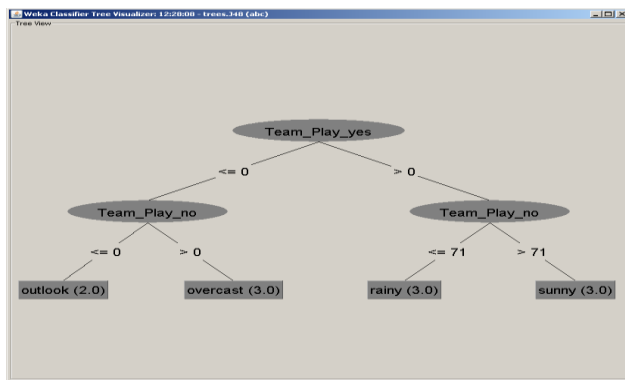 Weka Classifier Tree Visualizer: 12:28:00 - trees.J48 (abc)
Tree View
Team_Play_yes
<= 0 > 0
Team_Play_no Team_Play_no
<= 0 > 0 <= 71 > 71
outlook (2.0) overcast (3.0) rainy (3.0) sunny (3.0)